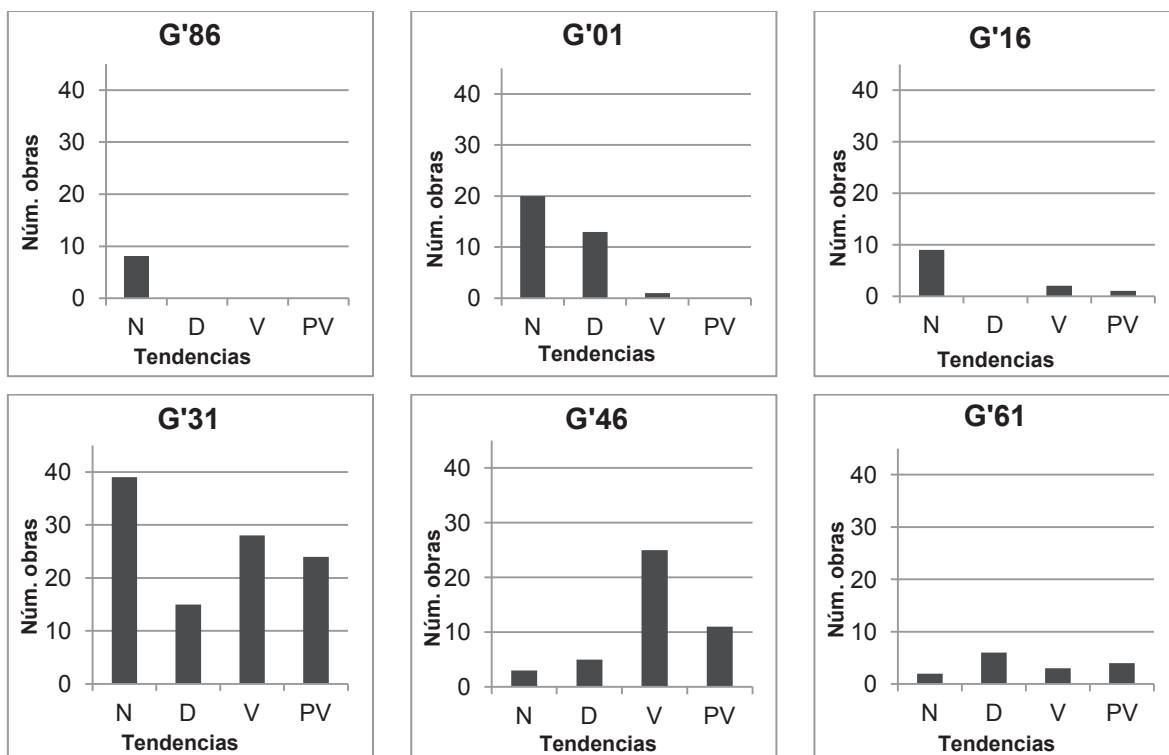 G'86
Núm. obras
40
30
20
10
0
N D V PV
Tendencias
G'01
Núm. obras
40
30
20
10
0
N D V PV
Tendencias
G'16
Núm. obras
40
30
20
10
0
N D V PV
Tendencias
G'31
Núm. obras
40
30
20
10
0
N D V PV
Tendencias
G'46
Núm. obras
40
30
20
10
0
N D V PV
Tendencias
G'61
Núm. obras
40
30
20
10
0
N D V PV
Tendencias